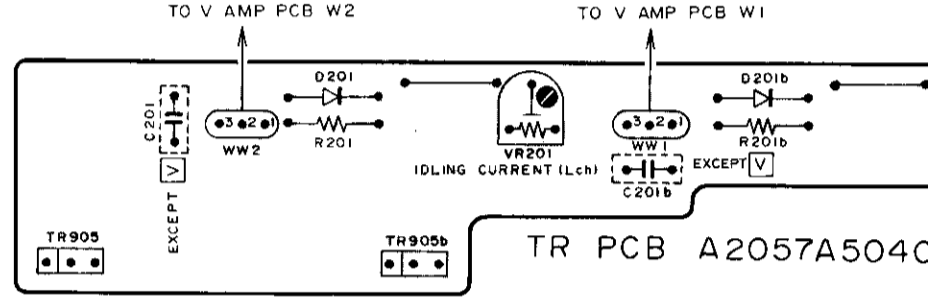 TO V AMP PCB W2
TO V AMP PCB W1
D201
D201b
C201
3 2 1
3 2 1
WW2
R201
VR201
WW1
R201b
IDLING CURRENT (Lch)
EXCEPT V
C201b
EXCEPT V
TR905
TR905b
TR PCB A2057A5040